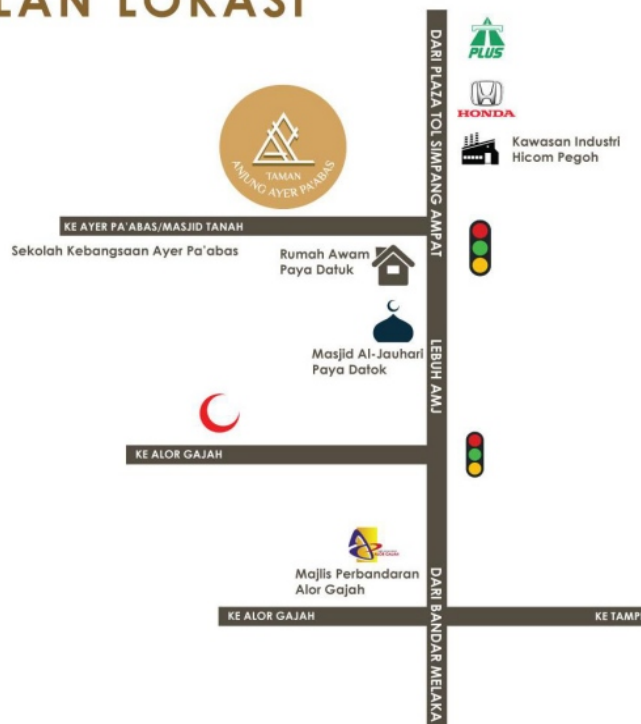 LOKASI
DARI PLAZA TOL SIMPANG AMPAT
PLUS
HONDA
Kawasan Industri
Hicom Pegoh
TAMAN
ANJUNG AYER PA'ABAS
KE AYER PA'ABAS/MASJID TANAH
Sekolah Kebangsaan Ayer Pa'abas
Rumah Awam
Paya Datuk
Masjid Al-Jauhari
Paya Datok
LEBUH AMJ
KE ALOR GAJAH
Majlis Perbandaran
Alor Gajah
DARI BANDAR MELAKA
KE ALOR GAJAH
KE TAMP